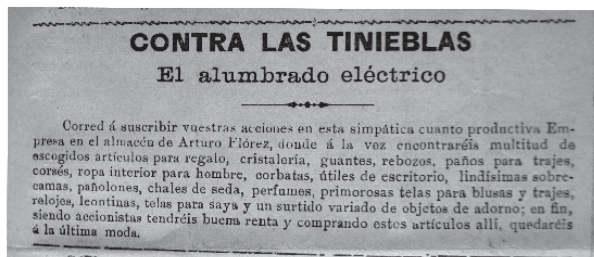 CONTRA LAS TINIEBLAS
El alumbrado eléctrico
Corred á suscribir vuestras acciones en esta simpática cuanto productiva Em-
presa en el almacén de Arturo Flórez, donde á la vez encontraréis multitud de
escogidos artículos para regalo, cristalería, guantes, rebozos, paños para trajes,
corsés, ropa interior para hombre, corbatas, útiles de escritorio, lindísimas sobre-
camas, pañolones, chales de seda, perfumes, primorosas telas para blusas y trajes,
relojes, leontinas, telas para saya y un surtido variado de objetos de adorno; en fin,
siendo accionistas tendréis buena renta y comprando estos artículos allí, quedaréis
á la última moda.